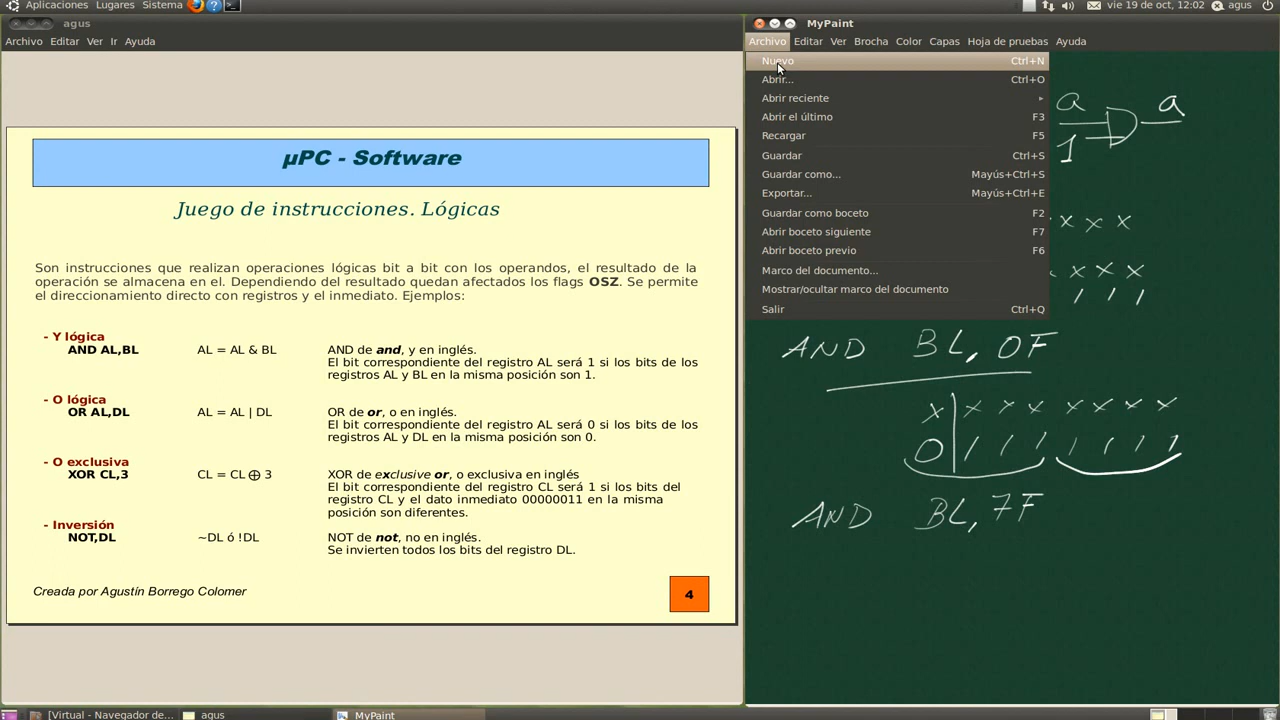 Aplicaciones Lugares Sistema vie 19 de oct, 12:02 agus
agus
Archivo Editar Ver Ir Ayuda
µPC - Software
Juego de instrucciones. Lógicas
Son instrucciones que realizan operaciones lógicas bit a bit con los operandos, el resultado de la
operación se almacena en el. Dependiendo del resultado quedan afectados los flags OSZ. Se permite
el direccionamiento directo con registros y el inmediato. Ejemplos:
- Y lógica
AND AL,BL AL = AL & BL AND de and, y en inglés.
El bit correspondiente del registro AL será 1 si los bits de los
registros AL y BL en la misma posición son 1.
- O lógica
OR AL,DL AL = AL | DL OR de or, o en inglés.
El bit correspondiente del registro AL será 0 si los bits de los
registros AL y DL en la misma posición son 0.
- O exclusiva
XOR CL,3 CL = CL ⊕ 3 XOR de exclusive or, o exclusiva en inglés
El bit correspondiente del registro CL será 1 si los bits del
registro CL y el dato inmediato 00000011 en la misma
posición son diferentes.
- Inversión
NOT,DL ~DL ó !DL NOT de not, no en inglés.
Se invierten todos los bits del registro DL.
Creada por Agustín Borrego Colomer
4
MyPaint
Archivo Editar Ver Brocha Color Capas Hoja de pruebas Ayuda
Nuevo Ctrl+N
Abrir... Ctrl+O
Abrir reciente
Abrir el último F3
Recargar F5
Guardar Ctrl+S
Guardar como... Mayús+Ctrl+S
Exportar... Mayús+Ctrl+E
Guardar como boceto F2
Abrir boceto siguiente F7
Abrir boceto previo F6
Marco del documento...
Mostrar/ocultar marco del documento
Salir Ctrl+Q
a a
1
x x x
x x x
1 1 1
AND BL, 0F
x x x x x x x x
0 1 1 1 1 1 1 1
AND BL, 7F
[Virtual - Navegador de... agus MyPaint